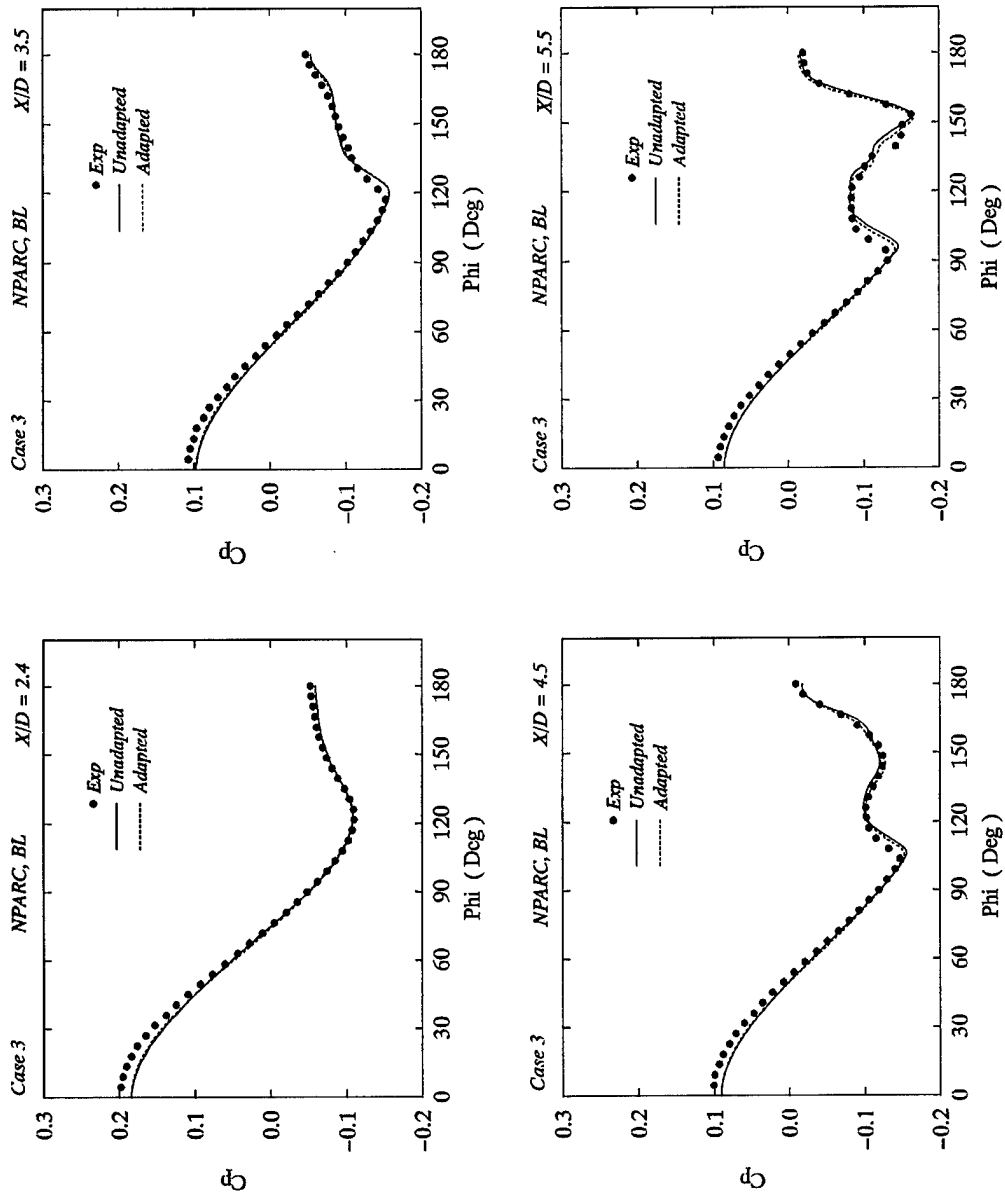 Case 3 NPARC, BL X/D = 2.4
Exp
Unadapted
Adapted
0.3
0.2
0.1
0.0
−0.1
−0.2
Cp
0 30 60 90 120 150 180
Phi ( Dcg )
Case 3 NPARC, BL X/D = 3.5
Exp
Unadapted
Adapted
0.3
0.2
0.1
0.0
−0.1
−0.2
Cp
0 30 60 90 120 150 180
Phi ( Dcg )
Case 3 NPARC, BL X/D = 4.5
Exp
Unadapted
Adapted
0.3
0.2
0.1
0.0
−0.1
−0.2
Cp
0 30 60 90 120 150 180
Phi ( Deg )
Case 3 NPARC, BL X/D = 5.5
Exp
Unadapted
Adapted
0.3
0.2
0.1
0.0
−0.1
−0.2
Cp
0 30 60 90 120 150 180
Phi ( Deg )